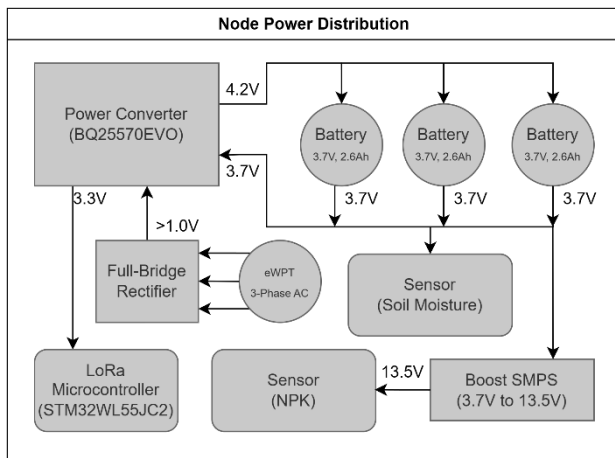 Node Power Distribution
Power Converter
(BQ25570EVO)
4.2V
3.7V
Battery
3.7V, 2.6Ah
Battery
3.7V, 2.6Ah
Battery
3.7V, 2.6Ah
3.7V
3.7V
3.7V
3.3V
>1.0V
Full-Bridge
Rectifier
eWPT
3-Phase AC
Sensor
(Soil Moisture)
LoRa
Microcontroller
(STM32WL55JC2)
Sensor
(NPK)
13.5V
Boost SMPS
(3.7V to 13.5V)